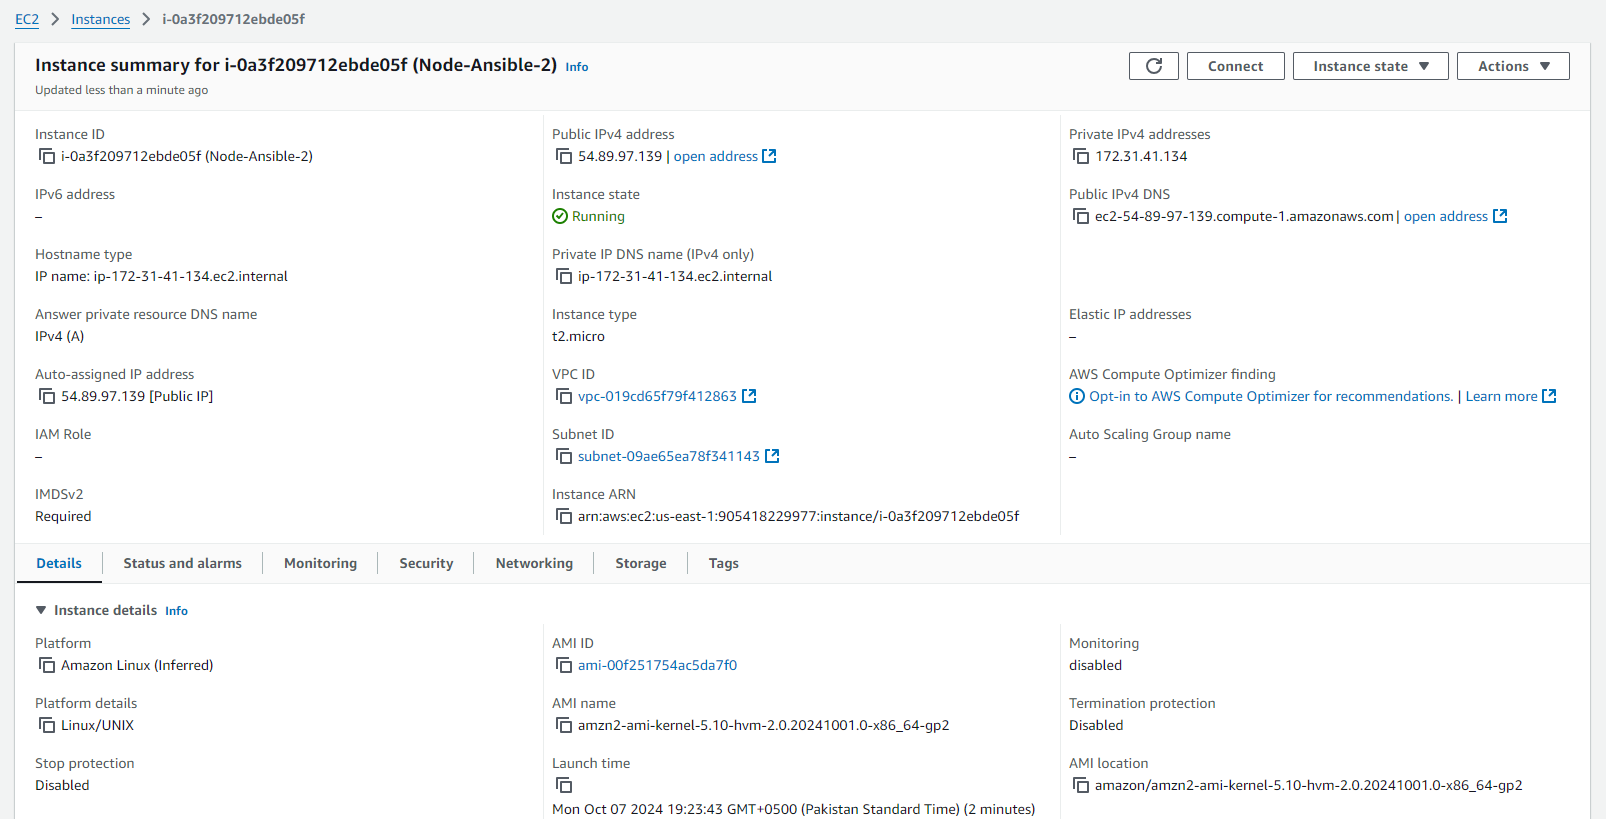 EC2 > Instances > i-0a3f209712ebde05f
Instance summary for i-0a3f209712ebde05f (Node-Ansible-2) Info
Updated less than a minute ago
Connect
Instance state
Actions
Instance ID
i-0a3f209712ebde05f (Node-Ansible-2)
Public IPv4 address
54.89.97.139 | open address
Private IPv4 addresses
172.31.41.134
IPv6 address
–
Instance state
Running
Public IPv4 DNS
ec2-54-89-97-139.compute-1.amazonaws.com | open address
Hostname type
IP name: ip-172-31-41-134.ec2.internal
Private IP DNS name (IPv4 only)
ip-172-31-41-134.ec2.internal
Answer private resource DNS name
IPv4 (A)
Instance type
t2.micro
Elastic IP addresses
–
Auto-assigned IP address
54.89.97.139 [Public IP]
VPC ID
vpc-019cd65f79f412863
AWS Compute Optimizer finding
Opt-in to AWS Compute Optimizer for recommendations. | Learn more
IAM Role
–
Subnet ID
subnet-09ae65ea78f341143
Auto Scaling Group name
–
IMDSv2
Required
Instance ARN
arn:aws:ec2:us-east-1:905418229977:instance/i-0a3f209712ebde05f
Details
Status and alarms
Monitoring
Security
Networking
Storage
Tags
Instance details Info
Platform
Amazon Linux (Inferred)
AMI ID
ami-00f251754ac5da7f0
Monitoring
disabled
Platform details
Linux/UNIX
AMI name
amzn2-ami-kernel-5.10-hvm-2.0.20241001.0-x86_64-gp2
Termination protection
Disabled
Stop protection
Disabled
Launch time
Mon Oct 07 2024 19:23:43 GMT+0500 (Pakistan Standard Time) (2 minutes)
AMI location
amazon/amzn2-ami-kernel-5.10-hvm-2.0.20241001.0-x86_64-gp2